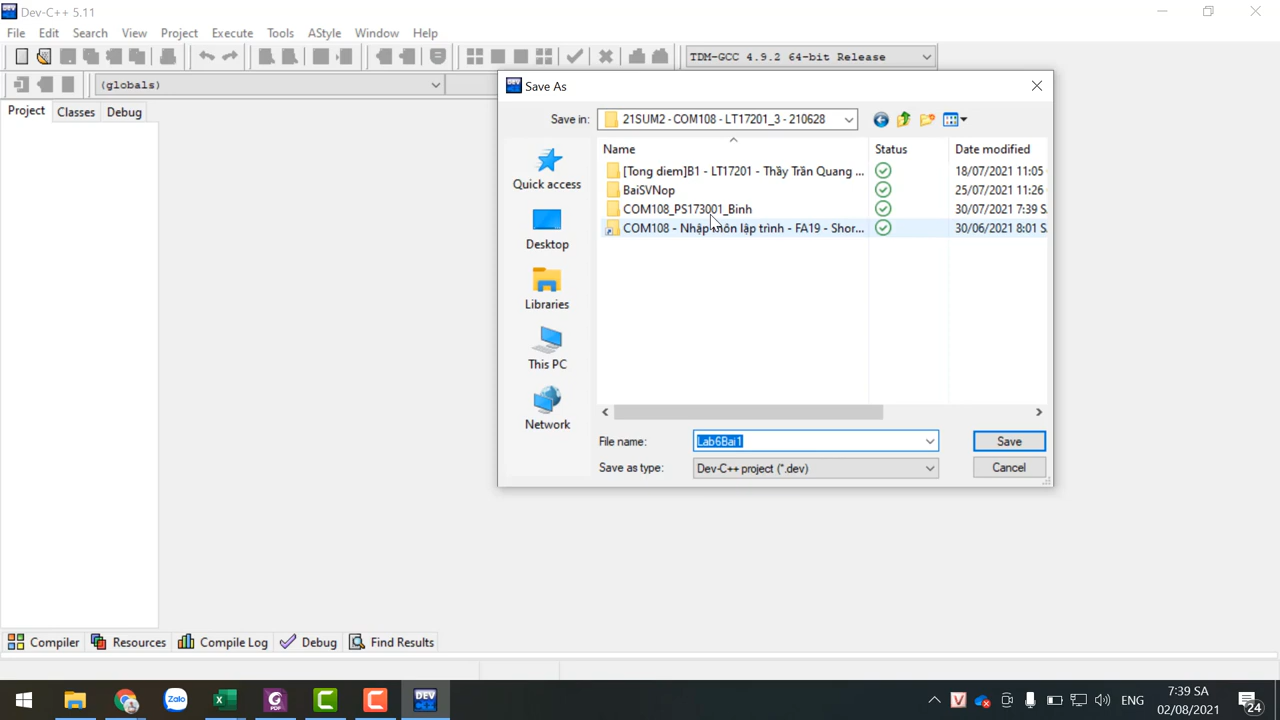 Dev-C++ 5.11
File Edit Search View Project Execute Tools AStyle Window Help
TDM-GCC 4.9.2 64-bit Release
(globals)
Project Classes Debug
DEV Save As
Save in: 21SUM2 - COM108 - LT17201_3 - 210628
Name Status Date modified
[Tong diem]B1 - LT17201 - Thầy Trần Quang ... 18/07/2021 11:05
BaiSVNop 25/07/2021 11:26
COM108_PS173001_Binh 30/07/2021 7:39 S
COM108 - Nhập môn lập trình - FA19 - Shor... 30/06/2021 8:01 S
Quick access
Desktop
Libraries
This PC
Network
File name: Lab6Bai1 Save
Save as type: Dev-C++ project (*.dev) Cancel
Compiler Resources Compile Log Debug Find Results
Zalo PDF DEV ENG 7:39 SA
02/08/2021 24